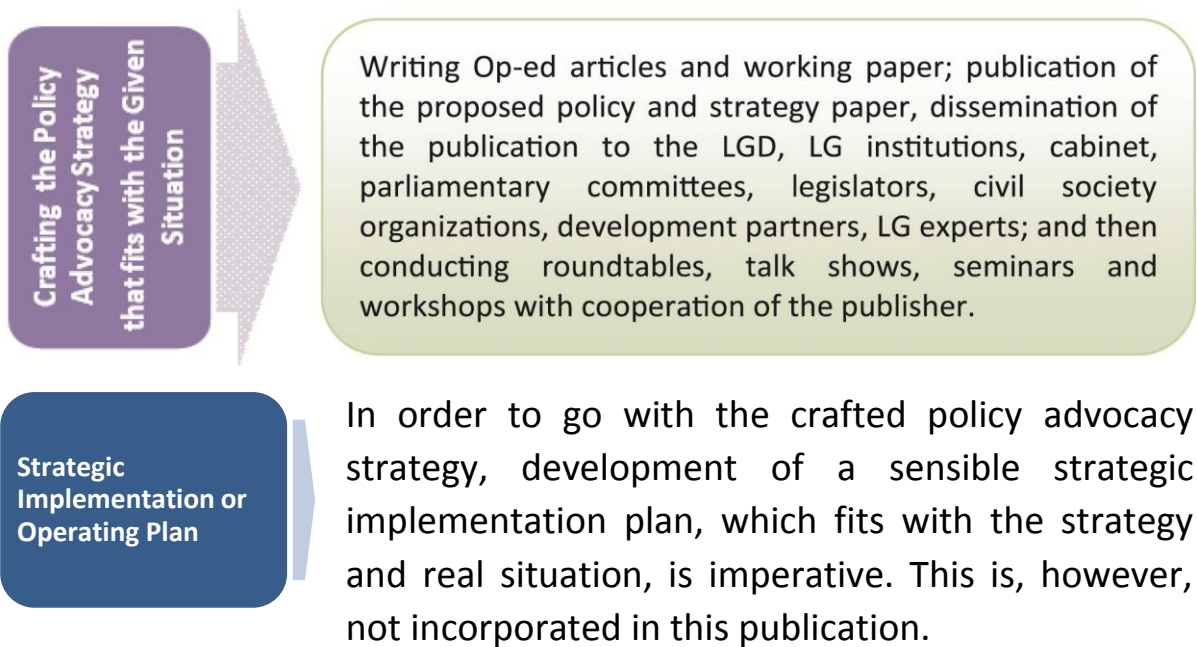 Crafting the Policy
Advocacy Strategy
that fits with the Given
Situation
Writing Op-ed articles and working paper; publication of
the proposed policy and strategy paper, dissemination of
the publication to the LGD, LG institutions, cabinet,
parliamentary committees, legislators, civil society
organizations, development partners, LG experts; and then
conducting roundtables, talk shows, seminars and
workshops with cooperation of the publisher.
Strategic
Implementation or
Operating Plan
In order to go with the crafted policy advocacy
strategy, development of a sensible strategic
implementation plan, which fits with the strategy
and real situation, is imperative. This is, however,
not incorporated in this publication.